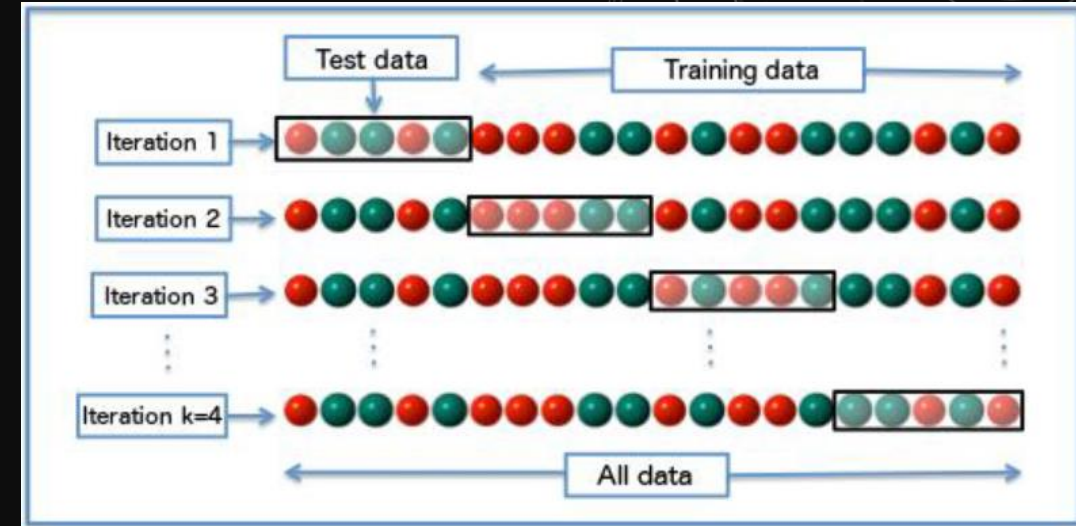 Test data
Training data
Iteration 1
Iteration 2
Iteration 3
Iteration k=4
All data